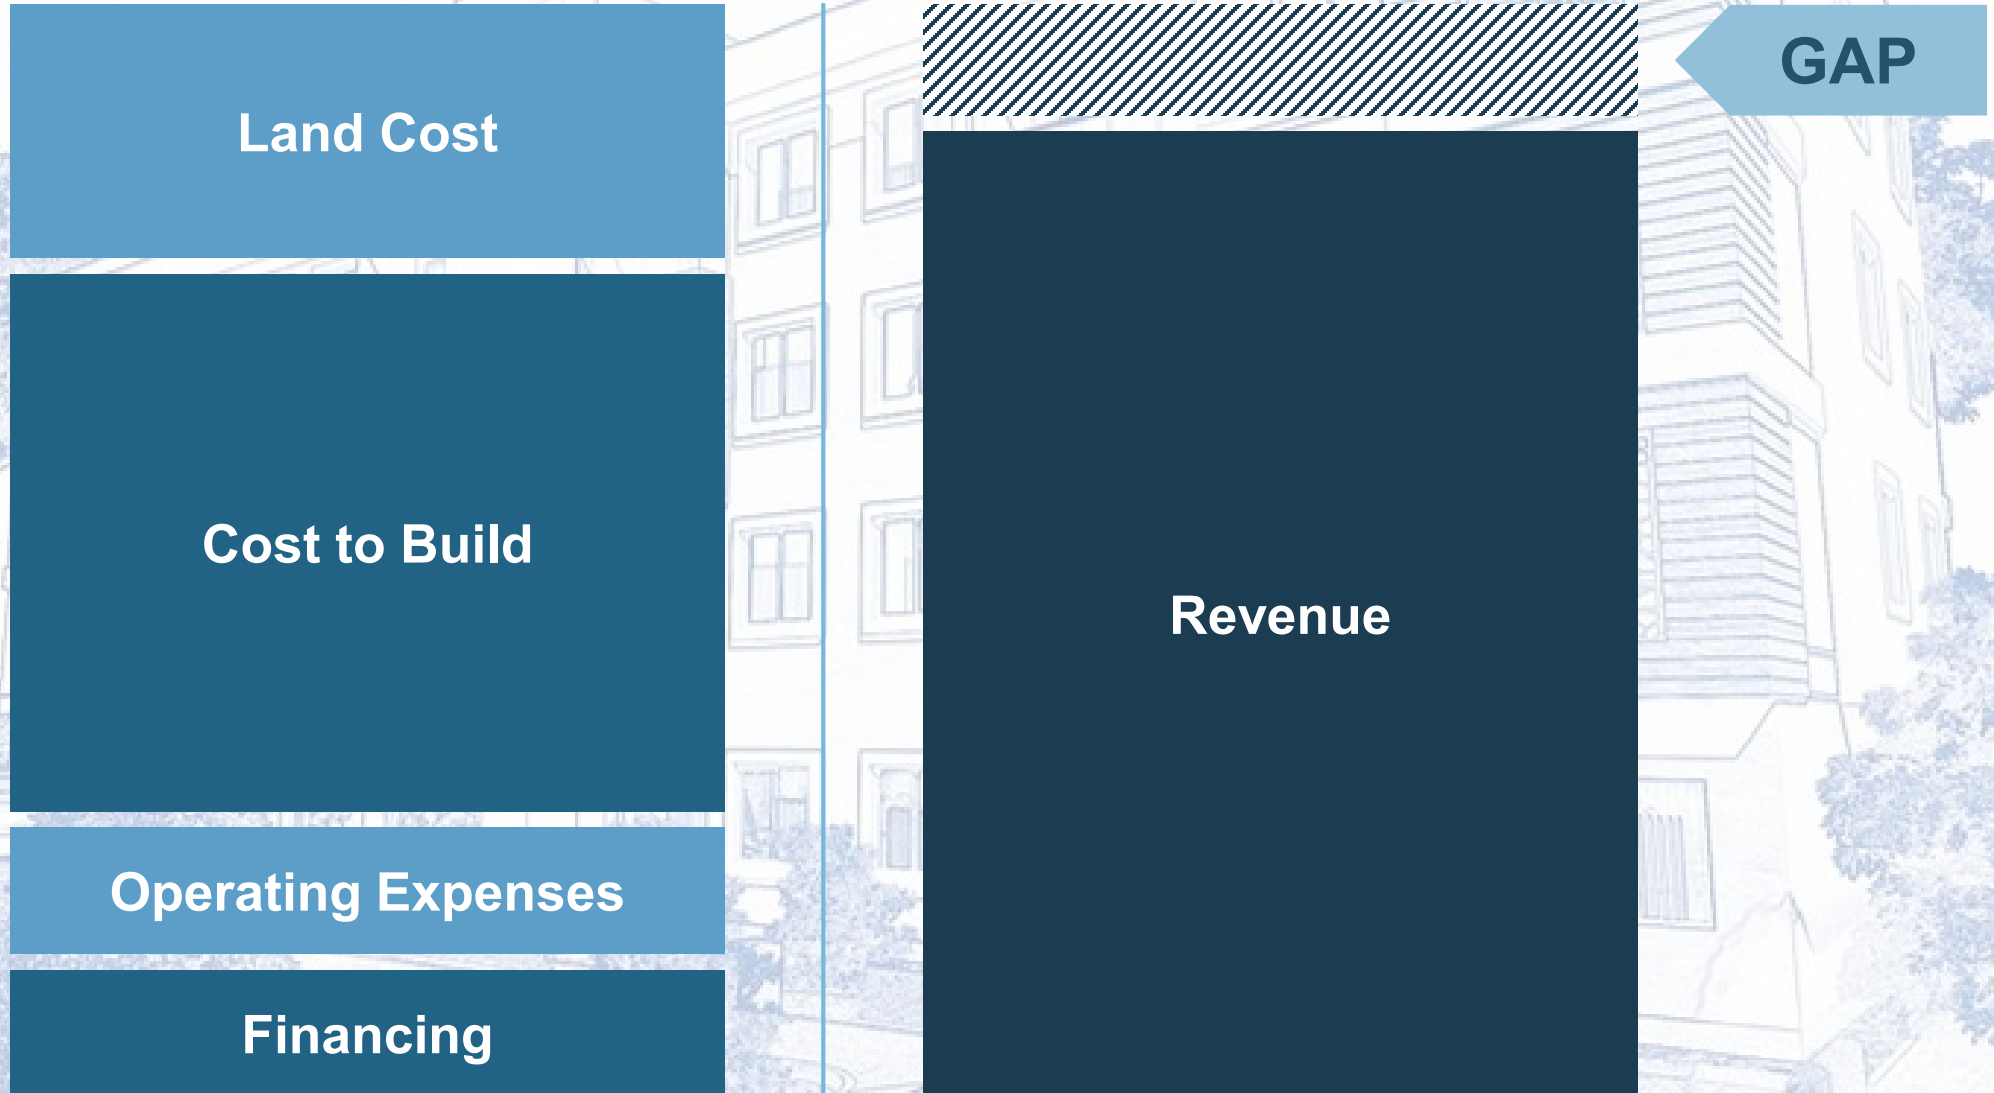 Land Cost
Cost to Build
Operating Expenses
Financing
Revenue
GAP